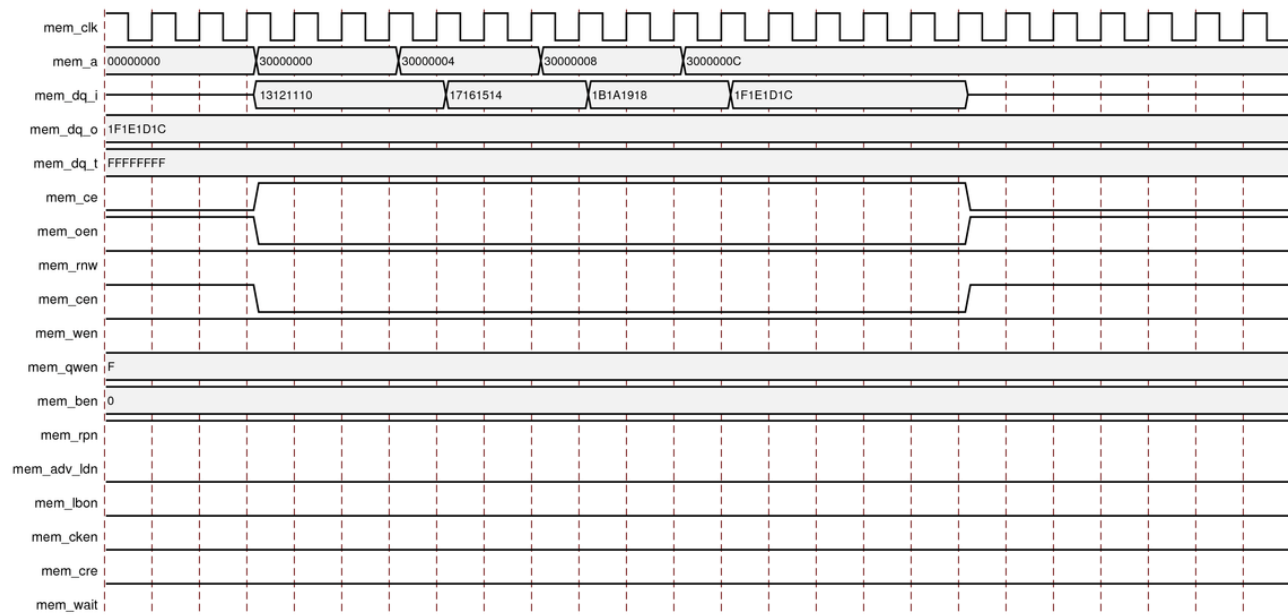 mem_clk
mem_a 00000000 30000000 30000004 30000008 3000000C
mem_dq_i 13121110 17161514 1B1A1918 1F1E1D1C
mem_dq_o 1F1E1D1C
mem_dq_t FFFFFFFF
mem_ce
mem_oen
mem_rnw
mem_cen
mem_wen
mem_qwen F
mem_ben 0
mem_rpn
mem_adv_ldn
mem_lbon
mem_cken
mem_cre
mem_wait